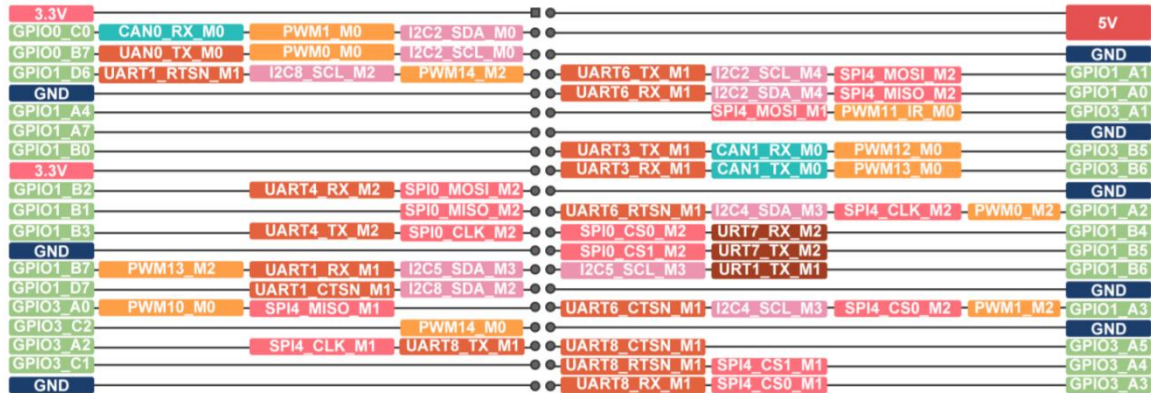 3.3V 5V
GPIO0_C0 CAN0_RX_M0 PWM1_M0 I2C2_SDA_M0
GPIO0_B7 UAN0_TX_M0 PWM0_M0 I2C2_SCL_M0 GND
GPIO1_D6 UART1_RTSN_M1 I2C8_SCL_M2 PWM14_M2 UART6_TX_M1 I2C2_SCL_M4 SPI4_MOSI_M2 GPIO1_A1
GND UART6_RX_M1 I2C2_SDA_M4 SPI4_MISO_M2 GPIO1_A0
GPIO1_A4 SPI4_MOSI_M1 PWM11_IR_M0 GPIO3_A1
GPIO1_A7 GND
GPIO1_B0 UART3_TX_M1 CAN1_RX_M0 PWM12_M0 GPIO3_B5
3.3V UART3_RX_M1 CAN1_TX_M0 PWM13_M0 GPIO3_B6
GPIO1_B2 UART4_RX_M2 SPI0_MOSI_M2 GND
GPIO1_B1 SPI0_MISO_M2 UART6_RTSN_M1 I2C4_SDA_M3 SPI4_CLK_M2 PWM0_M2 GPIO1_A2
GPIO1_B3 UART4_TX_M2 SPI0_CLK_M2 SPI0_CS0_M2 URT7_RX_M2 GPIO1_B4
GND SPI0_CS1_M2 URT7_TX_M2 GPIO1_B5
GPIO1_B7 PWM13_M2 UART1_RX_M1 I2C5_SDA_M3 I2C5_SCL_M3 URT1_TX_M1 GPIO1_B6
GPIO1_D7 UART1_CTSN_M1 I2C8_SDA_M2 GND
GPIO3_A0 PWM10_M0 SPI4_MISO_M1 UART6_CTSN_M1 I2C4_SCL_M3 SPI4_CS0_M2 PWM1_M2 GPIO1_A3
GPIO3_C2 PWM14_M0 GND
GPIO3_A2 SPI4_CLK_M1 UART8_TX_M1 UART8_CTSN_M1 GPIO3_A5
GPIO3_C1 UART8_RTSN_M1 SPI4_CS1_M1 GPIO3_A4
GND UART8_RX_M1 SPI4_CS0_M1 GPIO3_A3